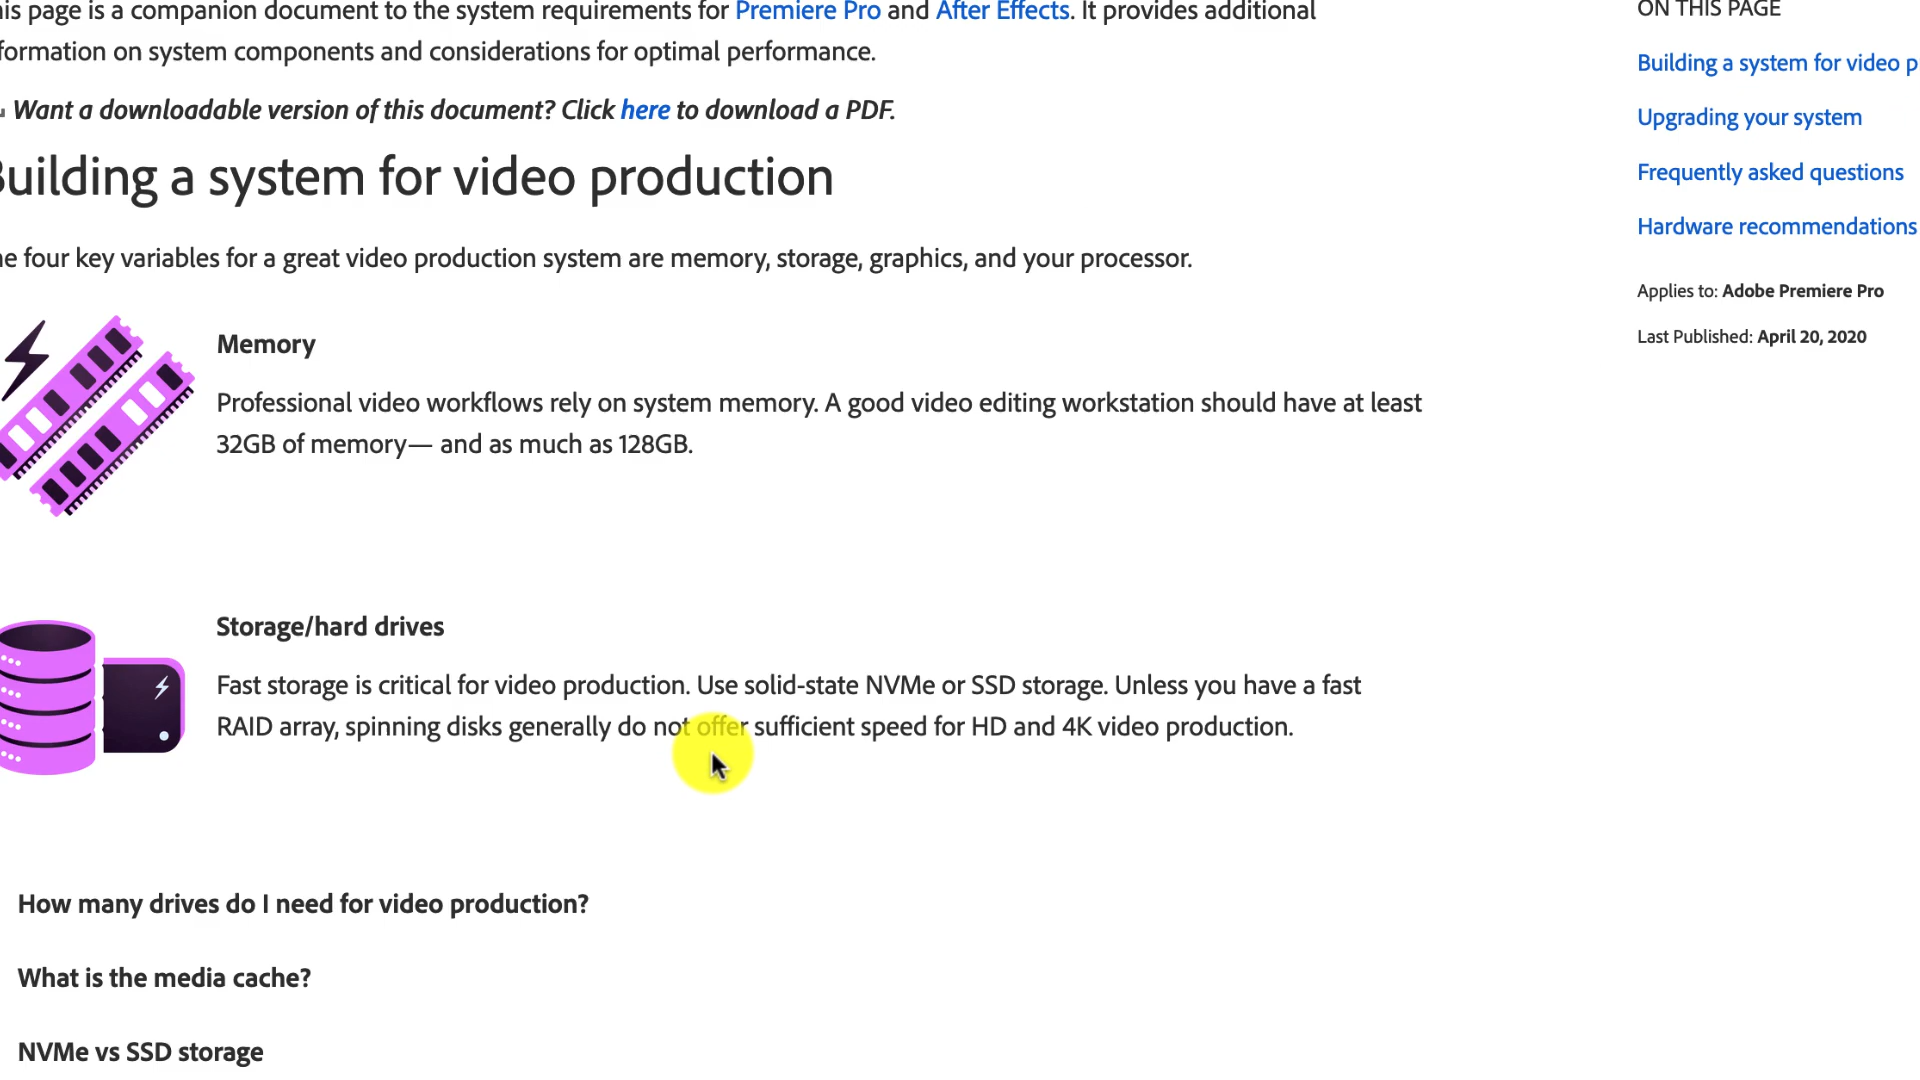 is page is a companion document to the system requirements for Premiere Pro and After Effects. It provides additional
formation on system components and considerations for optimal performance.
Want a downloadable version of this document? Click here to download a PDF.
Building a system for video production
e four key variables for a great video production system are memory, storage, graphics, and your processor.
Memory
Professional video workflows rely on system memory. A good video editing workstation should have at least
32GB of memory— and as much as 128GB.
Storage/hard drives
Fast storage is critical for video production. Use solid-state NVMe or SSD storage. Unless you have a fast
RAID array, spinning disks generally do not offer sufficient speed for HD and 4K video production.
How many drives do I need for video production?
What is the media cache?
NVMe vs SSD storage
ON THIS PAGE
Building a system for video p
Upgrading your system
Frequently asked questions
Hardware recommendations
Applies to: Adobe Premiere Pro
Last Published: April 20, 2020